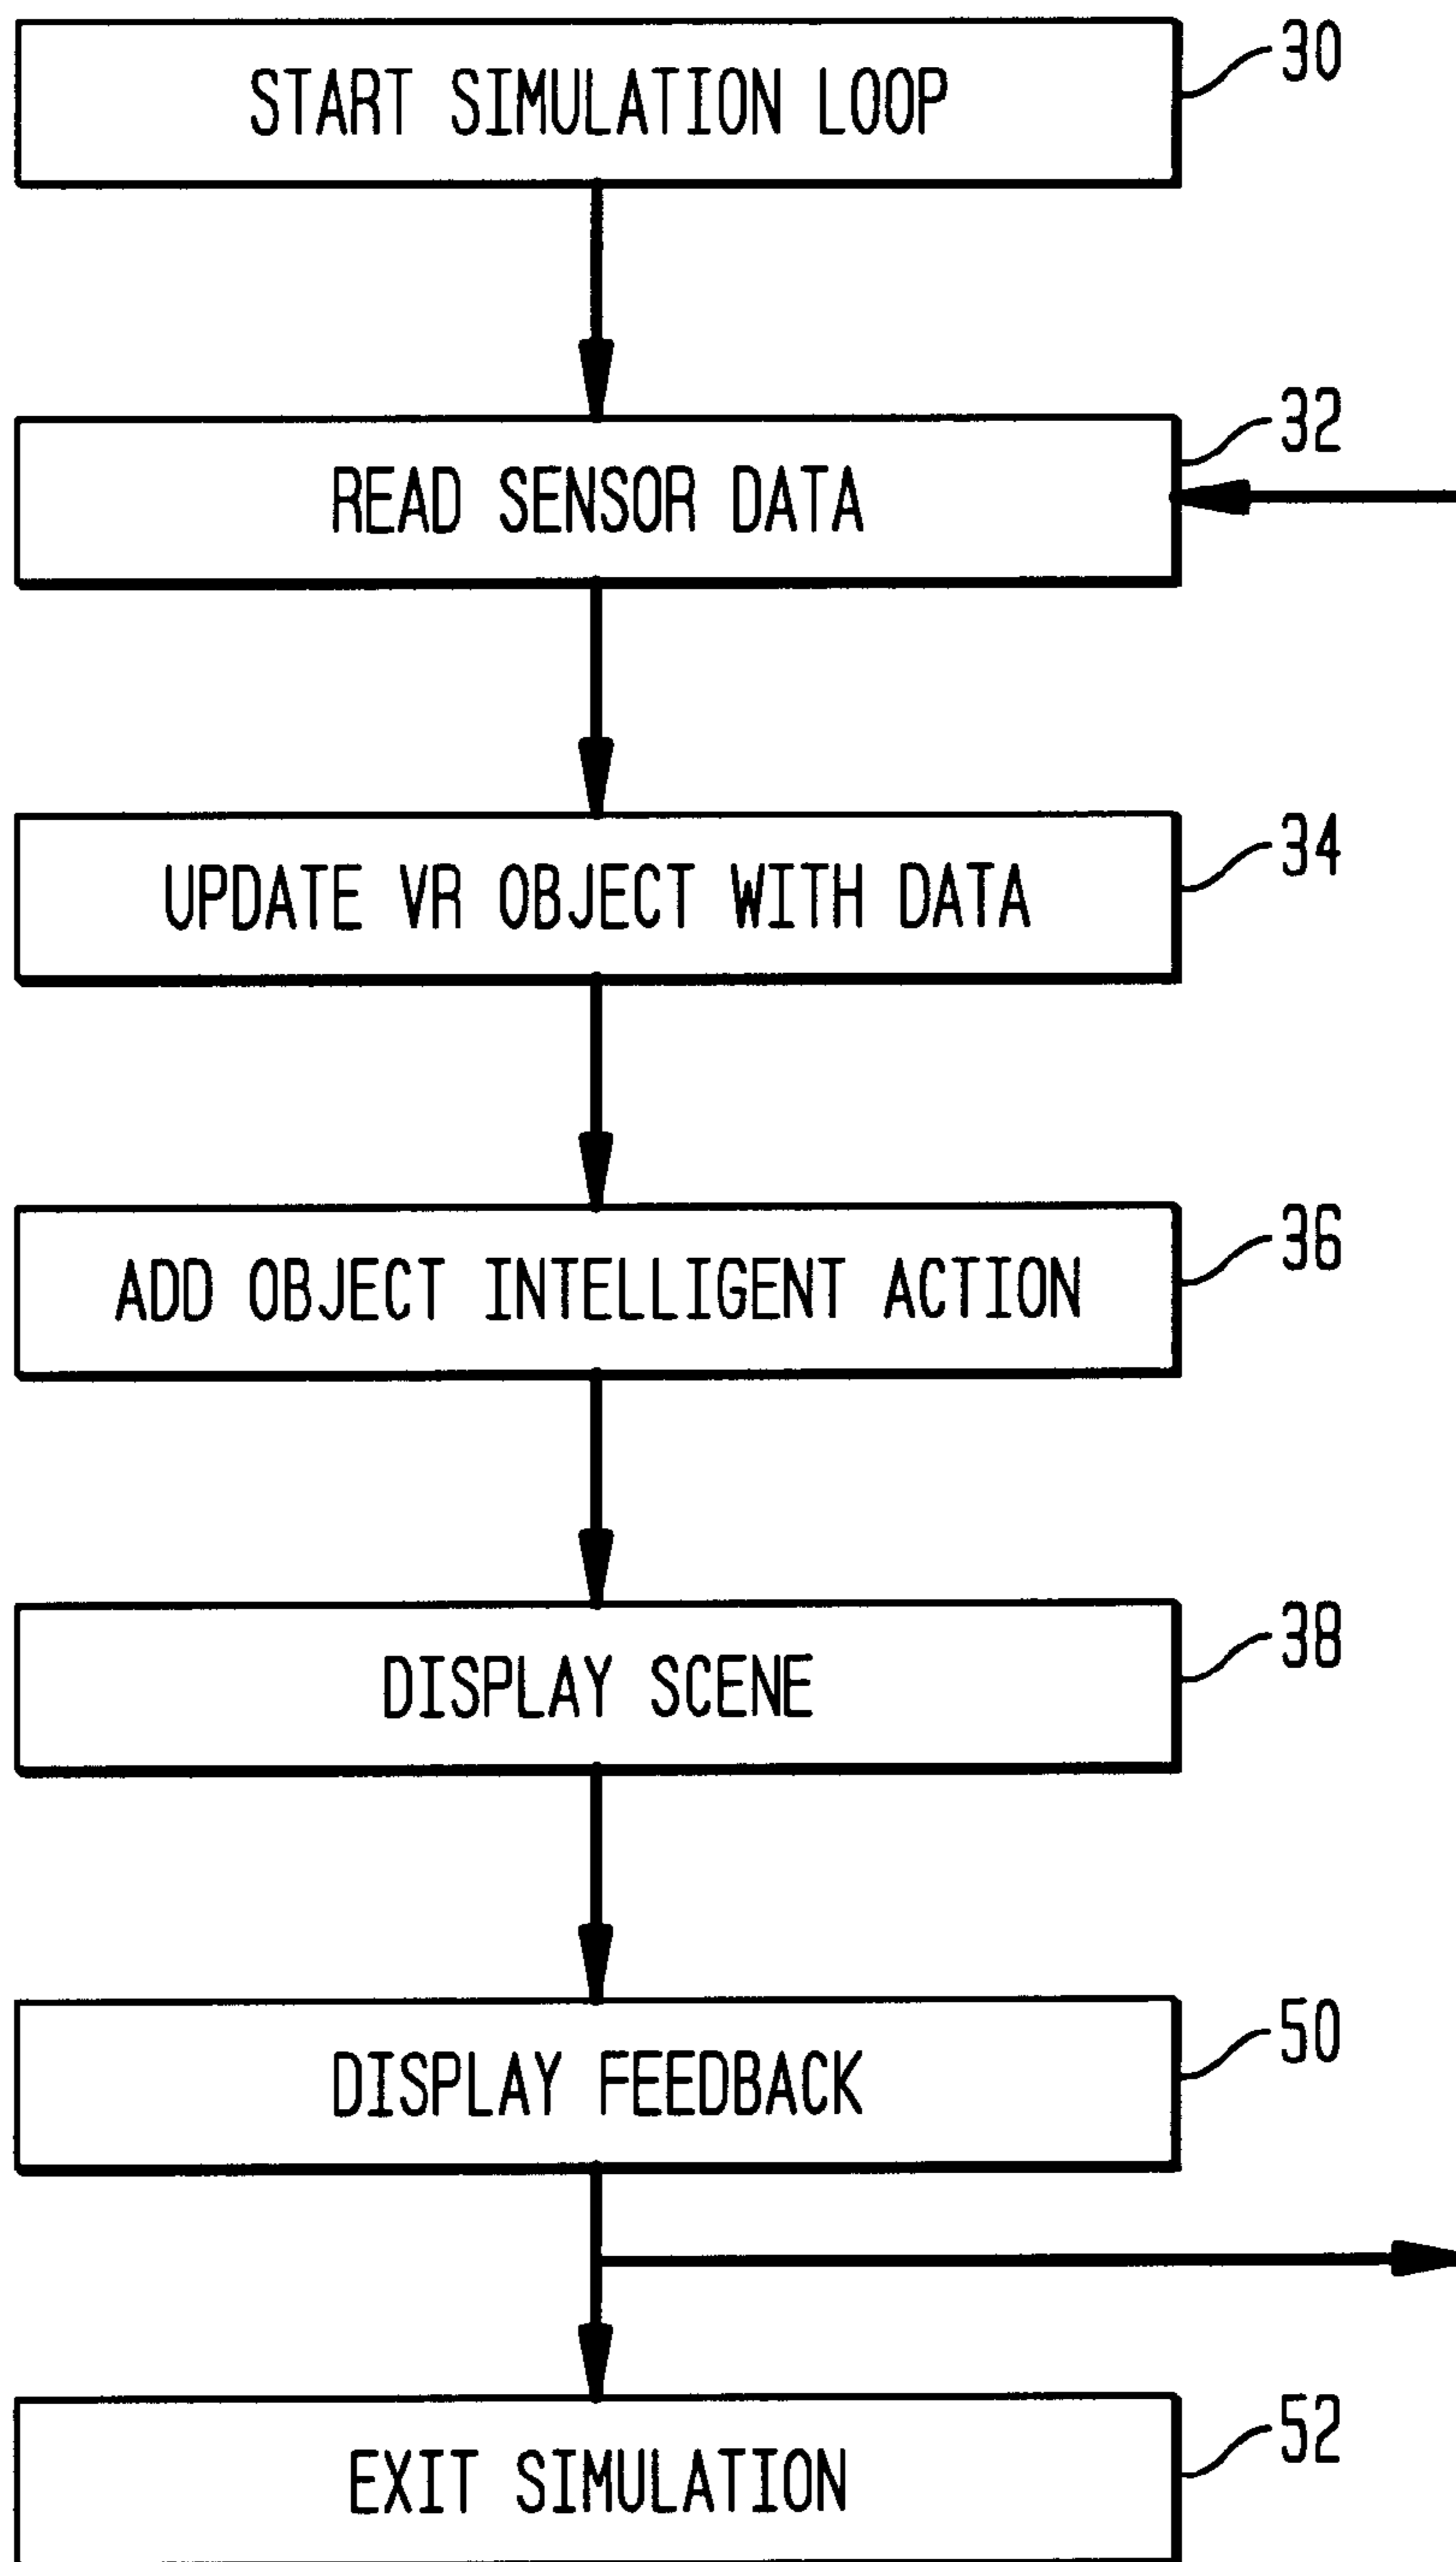 START SIMULATION LOOP
30
READ SENSOR DATA
32
UPDATE VR OBJECT WITH DATA
34
ADD OBJECT INTELLIGENT ACTION
36
DISPLAY SCENE
38
DISPLAY FEEDBACK
50
EXIT SIMULATION
52